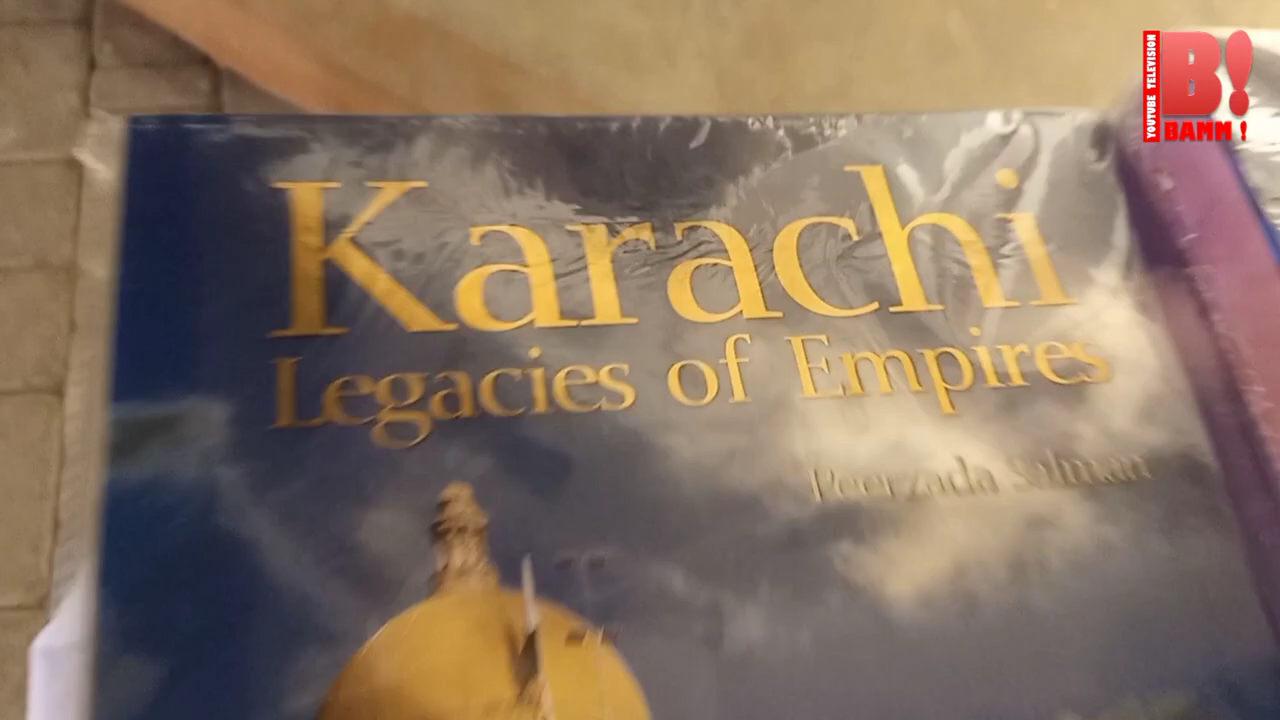 Karachi
Legacies of Empires
Peerzada Salman
YOUTUBE TELEVISION
B!
BAMM !